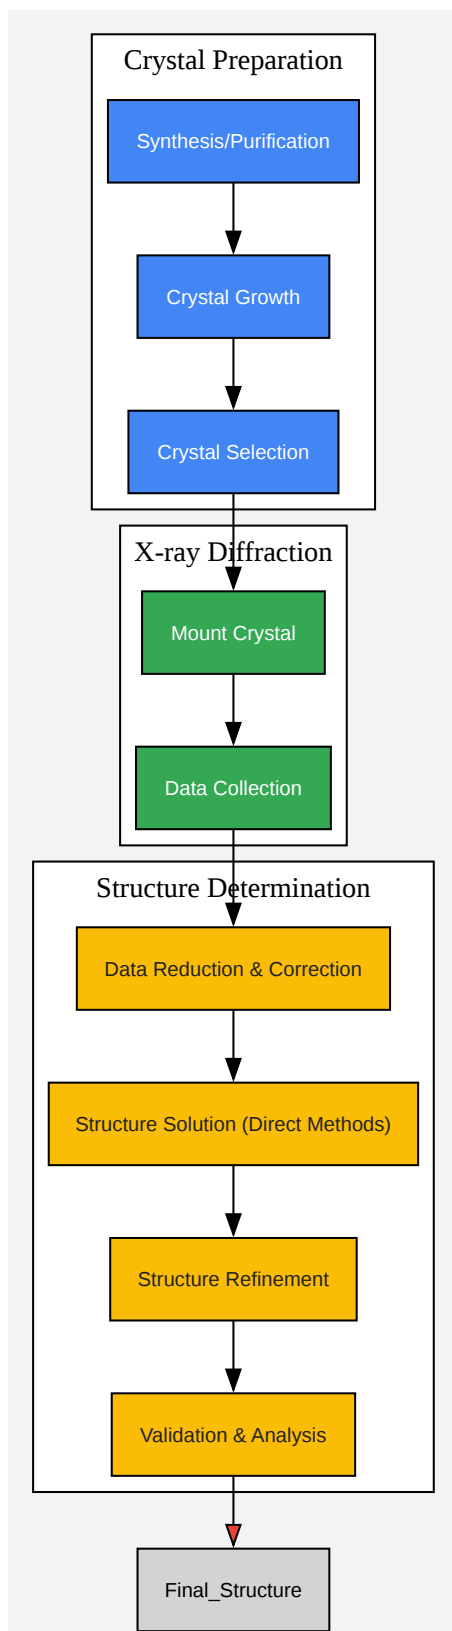 Crystal Preparation
Synthesis/Purification
Crystal Growth
Crystal Selection
X-ray Diffraction
Mount Crystal
Data Collection
Structure Determination
Data Reduction & Correction
Structure Solution (Direct Methods)
Structure Refinement
Validation & Analysis
Final_Structure